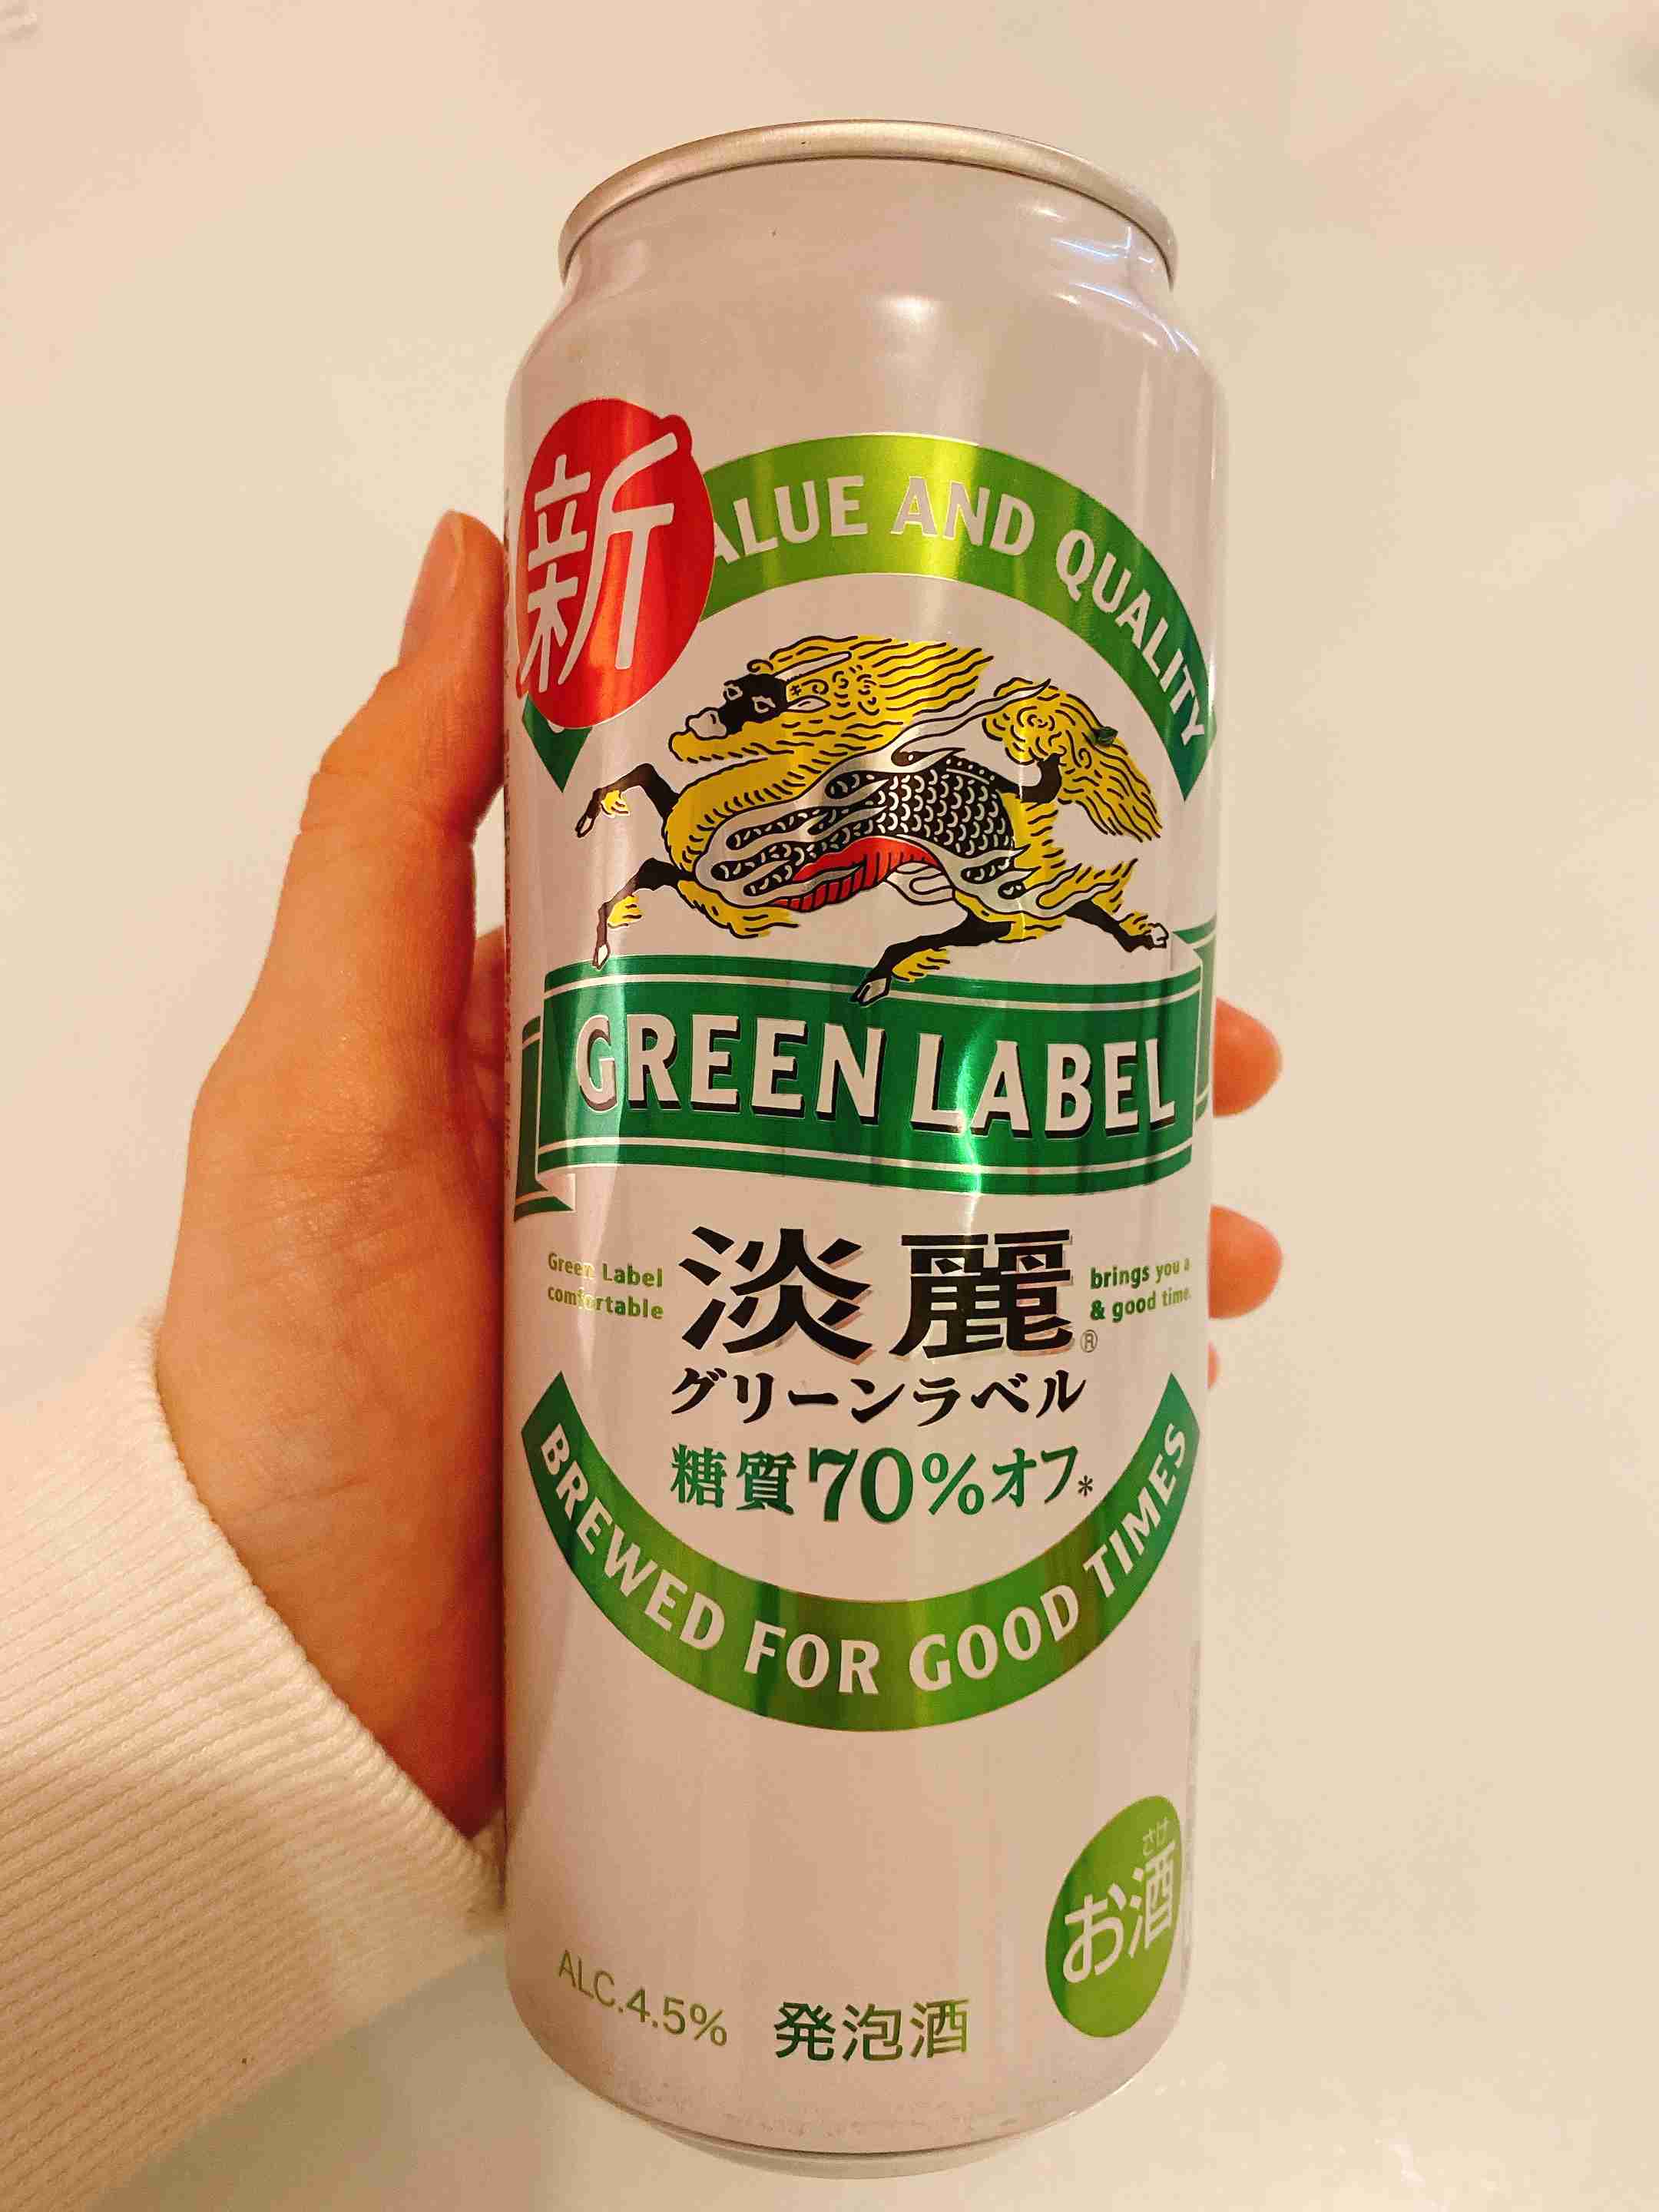 新
ALUE AND QUALITY
GREEN LABEL
Green Label
comfortable
brings you a
& good time.
淡麗®
グリーンラベル
糖質70%オフ*
BREWED FOR GOOD TIMES
さけ
お酒
ALC.4.5%
発泡酒